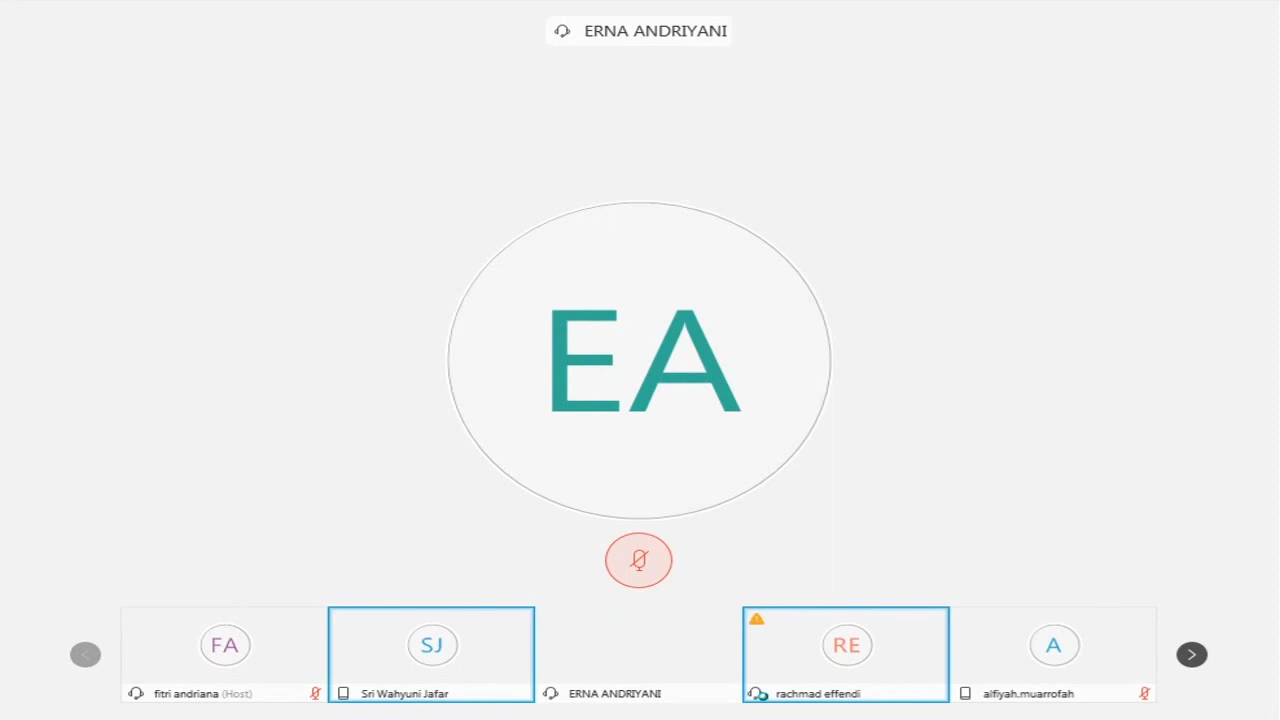 ERNA ANDRIYANI
EA
FA
SJ
RE
A
fitri andriana (Host)
Sri Wahyuni Jafar
ERNA ANDRIYANI
rachmad effendi
alfiyah.muarrofah